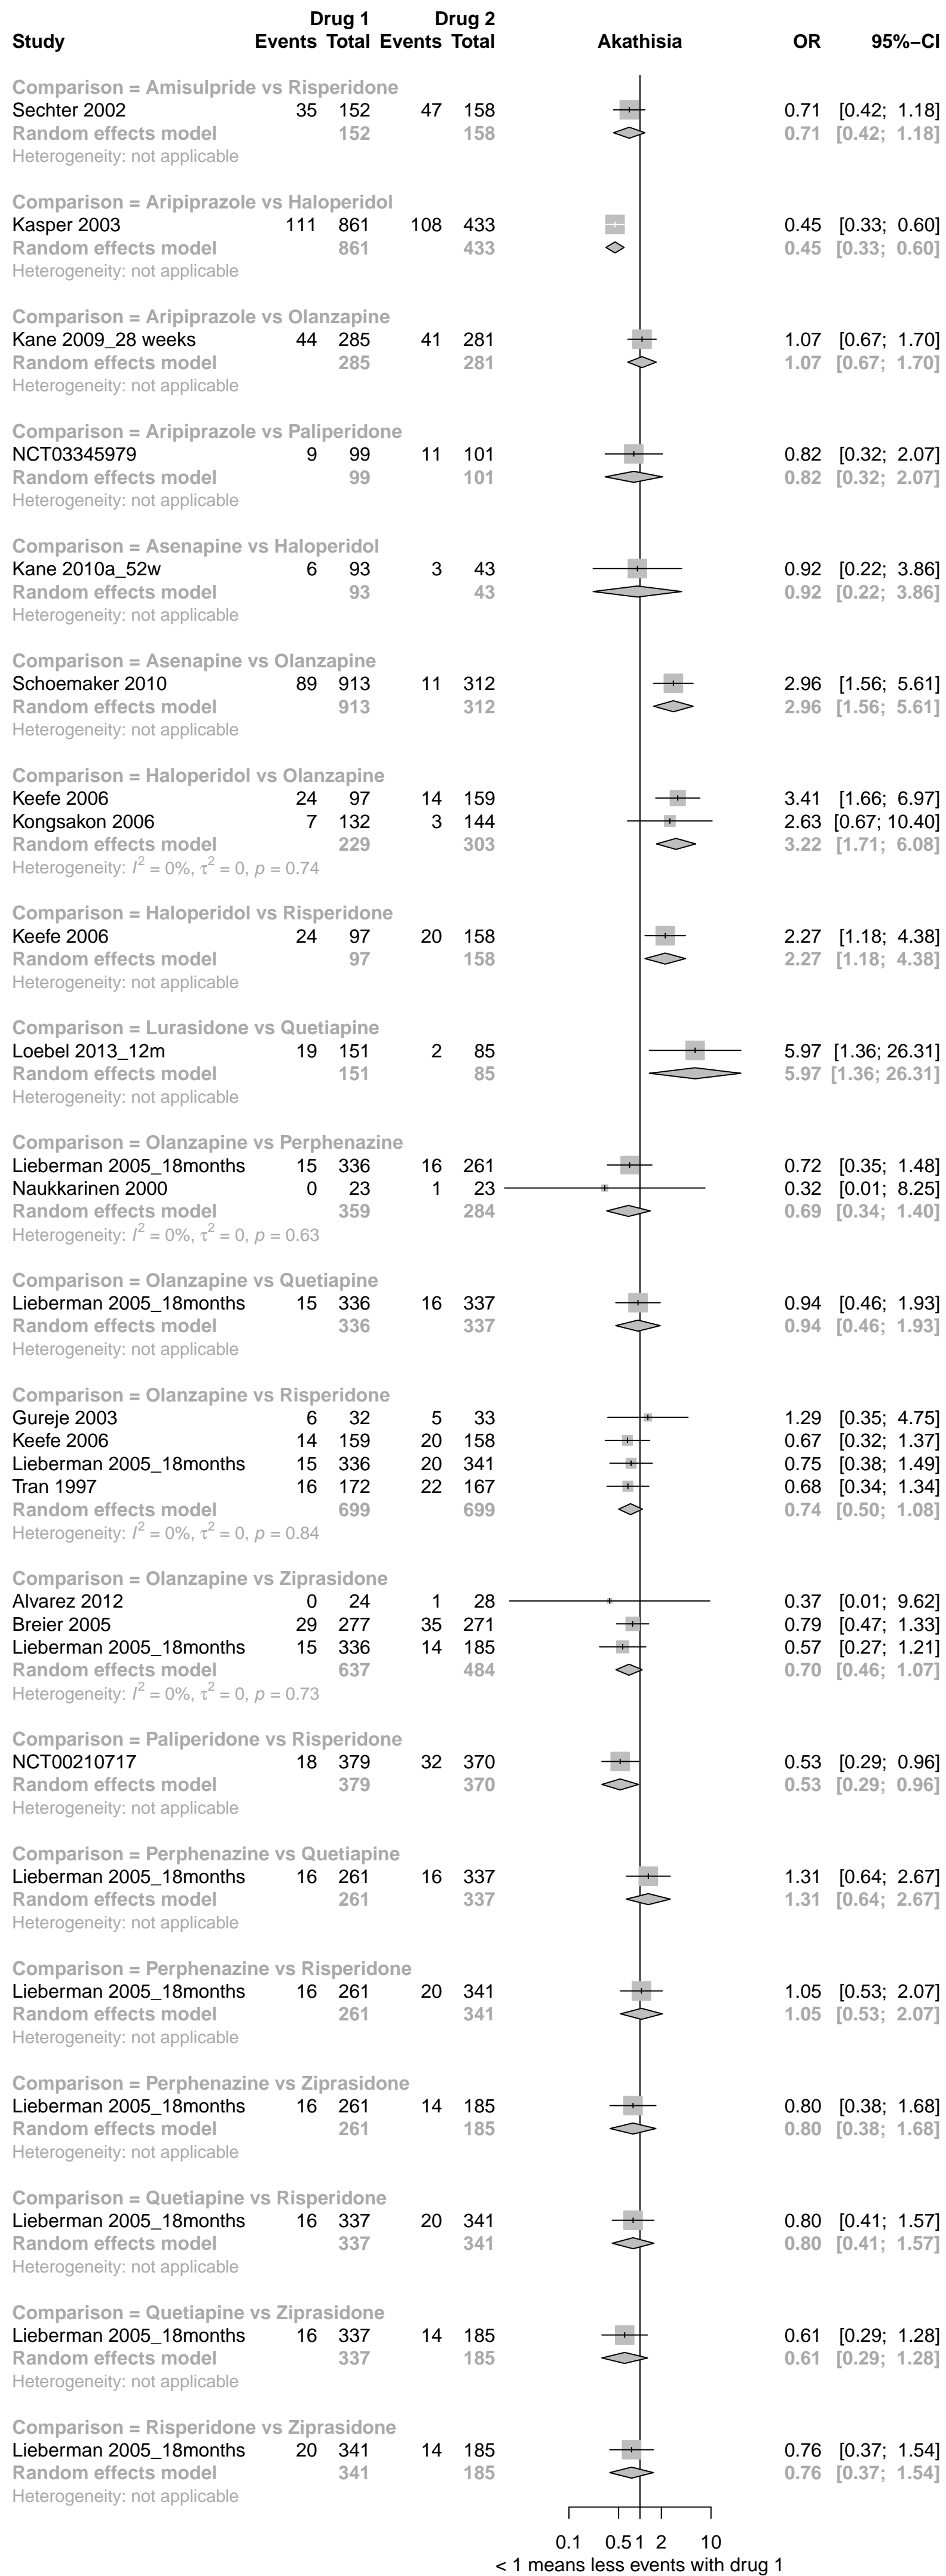 Drug 1 Drug 2
Study Events Total Events Total Akathisia OR 95%−CI
Comparison = Amisulpride vs Risperidone
Sechter 2002 35 152 47 158 0.71 [0.42; 1.18]
Random effects model 152 158 0.71 [0.42; 1.18]
Heterogeneity: not applicable
Comparison = Aripiprazole vs Haloperidol
Kasper 2003 111 861 108 433 0.45 [0.33; 0.60]
Random effects model 861 433 0.45 [0.33; 0.60]
Heterogeneity: not applicable
Comparison = Aripiprazole vs Olanzapine
Kane 2009_28 weeks 44 285 41 281 1.07 [0.67; 1.70]
Random effects model 285 281 1.07 [0.67; 1.70]
Heterogeneity: not applicable
Comparison = Aripiprazole vs Paliperidone
NCT03345979 9 99 11 101 0.82 [0.32; 2.07]
Random effects model 99 101 0.82 [0.32; 2.07]
Heterogeneity: not applicable
Comparison = Asenapine vs Haloperidol
Kane 2010a_52w 6 93 3 43 0.92 [0.22; 3.86]
Random effects model 93 43 0.92 [0.22; 3.86]
Heterogeneity: not applicable
Comparison = Asenapine vs Olanzapine
Schoemaker 2010 89 913 11 312 2.96 [1.56; 5.61]
Random effects model 913 312 2.96 [1.56; 5.61]
Heterogeneity: not applicable
Comparison = Haloperidol vs Olanzapine
Keefe 2006 24 97 14 159 3.41 [1.66; 6.97]
Kongsakon 2006 7 132 3 144 2.63 [0.67; 10.40]
Random effects model 229 303 3.22 [1.71; 6.08]
Heterogeneity: I² = 0%, τ² = 0, p = 0.74
Comparison = Haloperidol vs Risperidone
Keefe 2006 24 97 20 158 2.27 [1.18; 4.38]
Random effects model 97 158 2.27 [1.18; 4.38]
Heterogeneity: not applicable
Comparison = Lurasidone vs Quetiapine
Loebel 2013_12m 19 151 2 85 5.97 [1.36; 26.31]
Random effects model 151 85 5.97 [1.36; 26.31]
Heterogeneity: not applicable
Comparison = Olanzapine vs Perphenazine
Lieberman 2005_18months 15 336 16 261 0.72 [0.35; 1.48]
Naukkarinen 2000 0 23 1 23 0.32 [0.01; 8.25]
Random effects model 359 284 0.69 [0.34; 1.40]
Heterogeneity: I² = 0%, τ² = 0, p = 0.63
Comparison = Olanzapine vs Quetiapine
Lieberman 2005_18months 15 336 16 337 0.94 [0.46; 1.93]
Random effects model 336 337 0.94 [0.46; 1.93]
Heterogeneity: not applicable
Comparison = Olanzapine vs Risperidone
Gureje 2003 6 32 5 33 1.29 [0.35; 4.75]
Keefe 2006 14 159 20 158 0.67 [0.32; 1.37]
Lieberman 2005_18months 15 336 20 341 0.75 [0.38; 1.49]
Tran 1997 16 172 22 167 0.68 [0.34; 1.34]
Random effects model 699 699 0.74 [0.50; 1.08]
Heterogeneity: I² = 0%, τ² = 0, p = 0.84
Comparison = Olanzapine vs Ziprasidone
Alvarez 2012 0 24 1 28 0.37 [0.01; 9.62]
Breier 2005 29 277 35 271 0.79 [0.47; 1.33]
Lieberman 2005_18months 15 336 14 185 0.57 [0.27; 1.21]
Random effects model 637 484 0.70 [0.46; 1.07]
Heterogeneity: I² = 0%, τ² = 0, p = 0.73
Comparison = Paliperidone vs Risperidone
NCT00210717 18 379 32 370 0.53 [0.29; 0.96]
Random effects model 379 370 0.53 [0.29; 0.96]
Heterogeneity: not applicable
Comparison = Perphenazine vs Quetiapine
Lieberman 2005_18months 16 261 16 337 1.31 [0.64; 2.67]
Random effects model 261 337 1.31 [0.64; 2.67]
Heterogeneity: not applicable
Comparison = Perphenazine vs Risperidone
Lieberman 2005_18months 16 261 20 341 1.05 [0.53; 2.07]
Random effects model 261 341 1.05 [0.53; 2.07]
Heterogeneity: not applicable
Comparison = Perphenazine vs Ziprasidone
Lieberman 2005_18months 16 261 14 185 0.80 [0.38; 1.68]
Random effects model 261 185 0.80 [0.38; 1.68]
Heterogeneity: not applicable
Comparison = Quetiapine vs Risperidone
Lieberman 2005_18months 16 337 20 341 0.80 [0.41; 1.57]
Random effects model 337 341 0.80 [0.41; 1.57]
Heterogeneity: not applicable
Comparison = Quetiapine vs Ziprasidone
Lieberman 2005_18months 16 337 14 185 0.61 [0.29; 1.28]
Random effects model 337 185 0.61 [0.29; 1.28]
Heterogeneity: not applicable
Comparison = Risperidone vs Ziprasidone
Lieberman 2005_18months 20 341 14 185 0.76 [0.37; 1.54]
Random effects model 341 185 0.76 [0.37; 1.54]
Heterogeneity: not applicable
0.1 0.5 1 2 10
< 1 means less events with drug 1